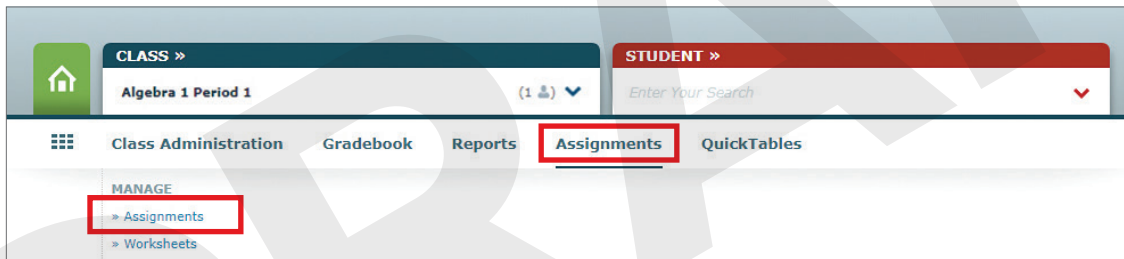 CLASS » STUDENT »
Algebra 1 Period 1 (1 ) Enter Your Search
Class Administration Gradebook Reports Assignments QuickTables
MANAGE
» Assignments
» Worksheets